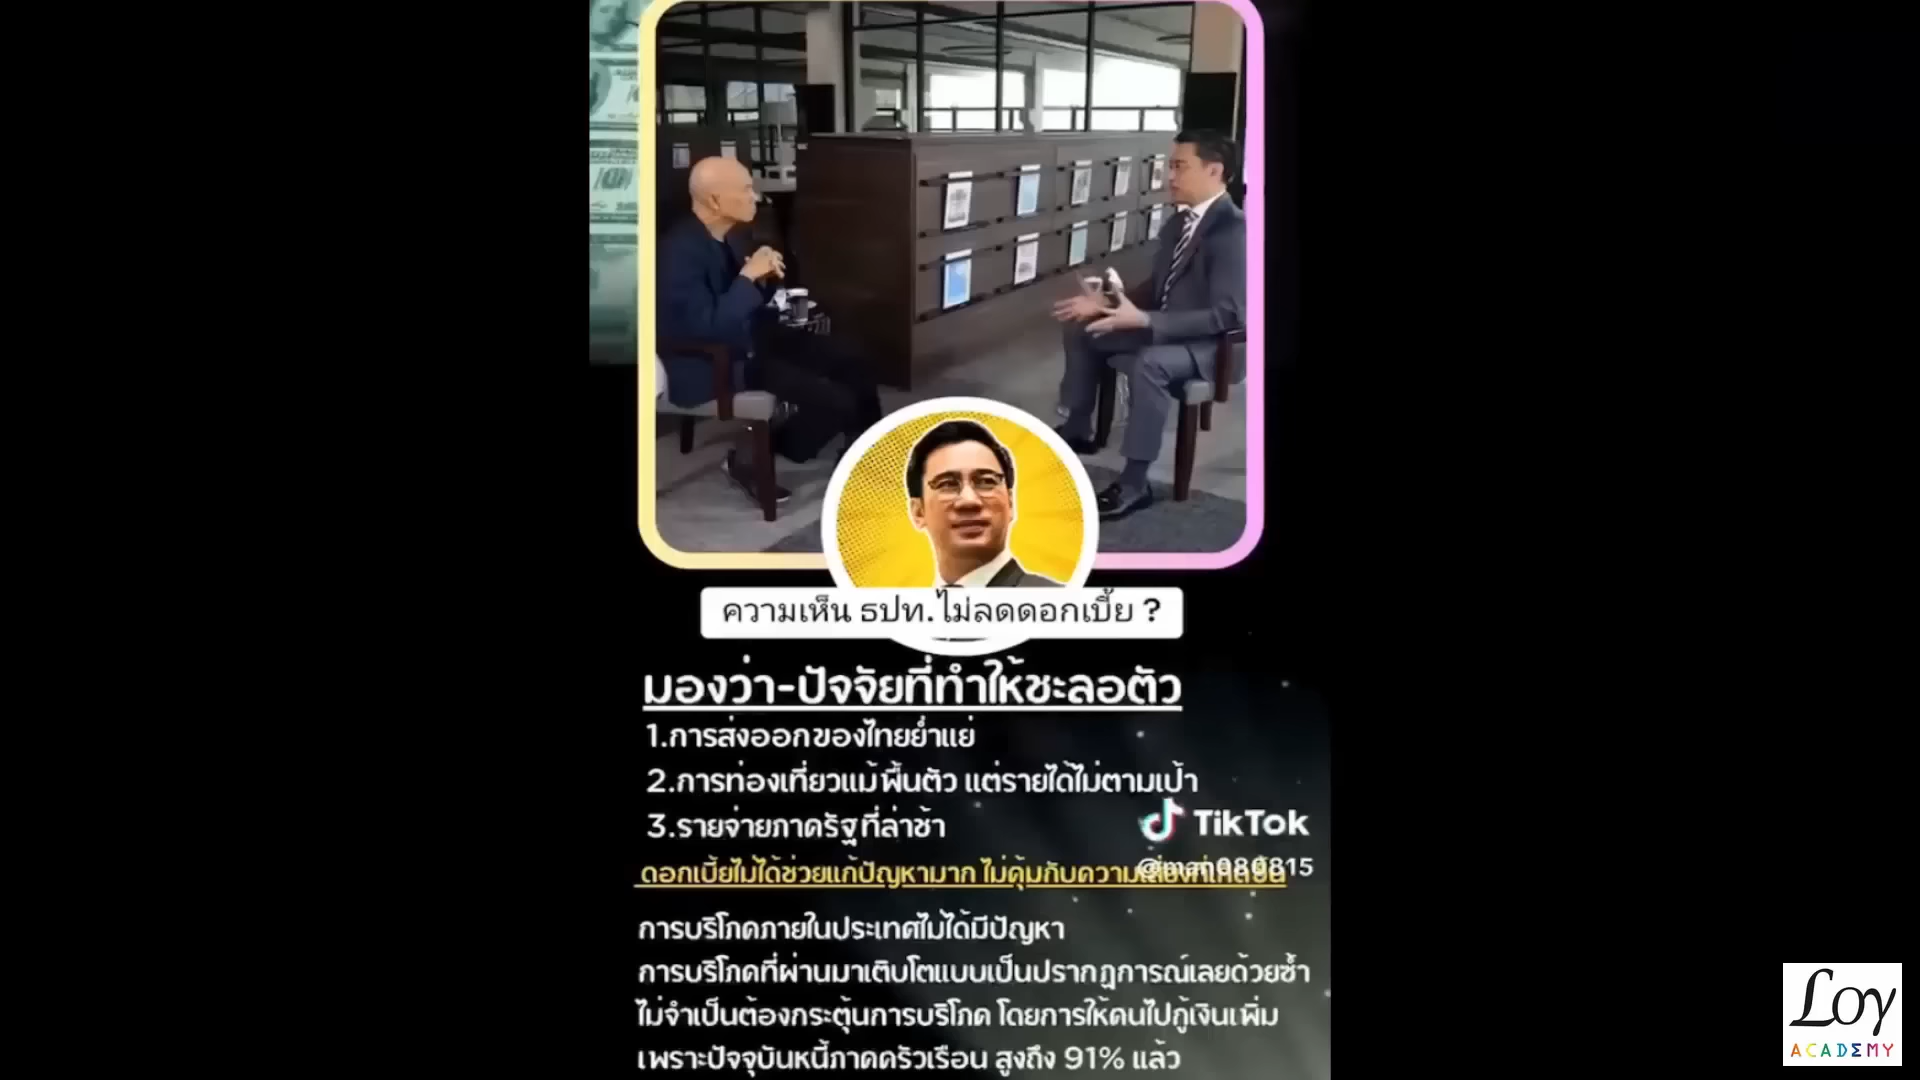 ความเห็น ธปท.ไม่ลดดอกเบี้ย ?
มองว่า-ปัจจัยที่ทำให้ชะลอตัว
1.การส่งออกของไทยย่ำแย่
2.การท่องเที่ยวแม้ฟื้นตัว แต่รายได้ไม่ตามเป้า
3.รายจ่ายภาครัฐที่ล่าช้า
TikTok
@man080815
ดอกเบี้ยไม่ได้ช่วยแก้ปัญหามาก ไม่คุ้มกับ
การบริโภคภายในประเทศไม่ได้มีปัญหา
การบริโภคที่ผ่านมาเติบโตแบบเป็นปรากฏการณ์เลยด้วยซ้ำ
ไม่จำเป็นต้องกระตุ้นการบริโภค โดยการให้คนไปกู้เงินเพิ่ม
เพราะปัจจุบันหนี้ภาคครัวเรือน สูงถึง 91% แล้ว
Loy
ACADEMY